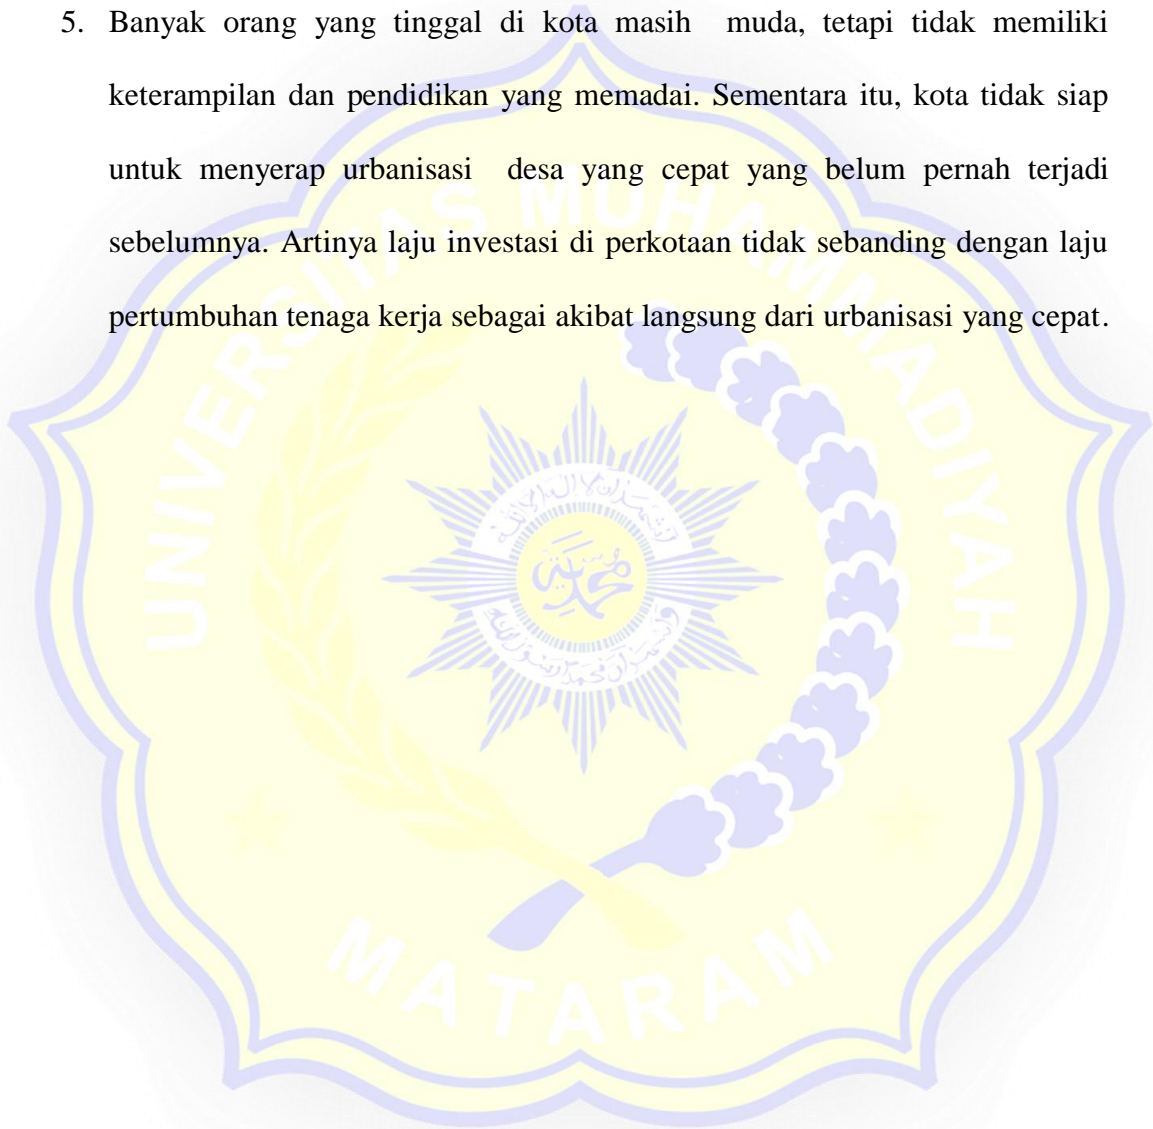 5. Banyak orang yang tinggal di kota masih muda, tetapi tidak memiliki
keterampilan dan pendidikan yang memadai. Sementara itu, kota tidak siap
untuk menyerap urbanisasi desa yang cepat yang belum pernah terjadi
sebelumnya. Artinya laju investasi di perkotaan tidak sebanding dengan laju
pertumbuhan tenaga kerja sebagai akibat langsung dari urbanisasi yang cepat.
UNIVERSITAS MUHAMMADIYAH
MATARAM